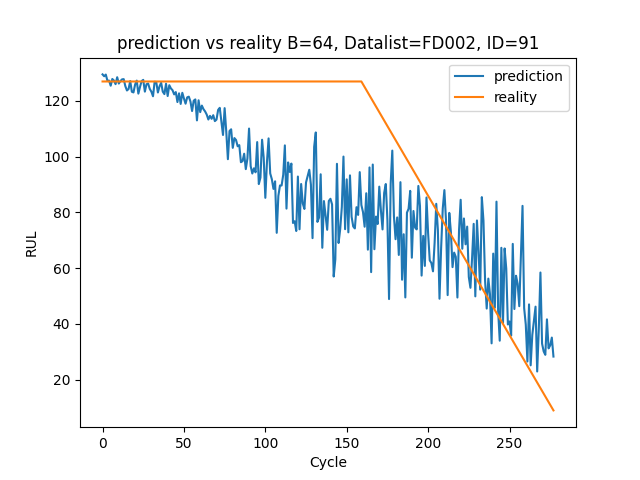 prediction vs reality B=64, Datalist=FD002, ID=91
prediction
reality
RUL
120
100
80
60
40
20
0 50 100 150 200 250
Cycle